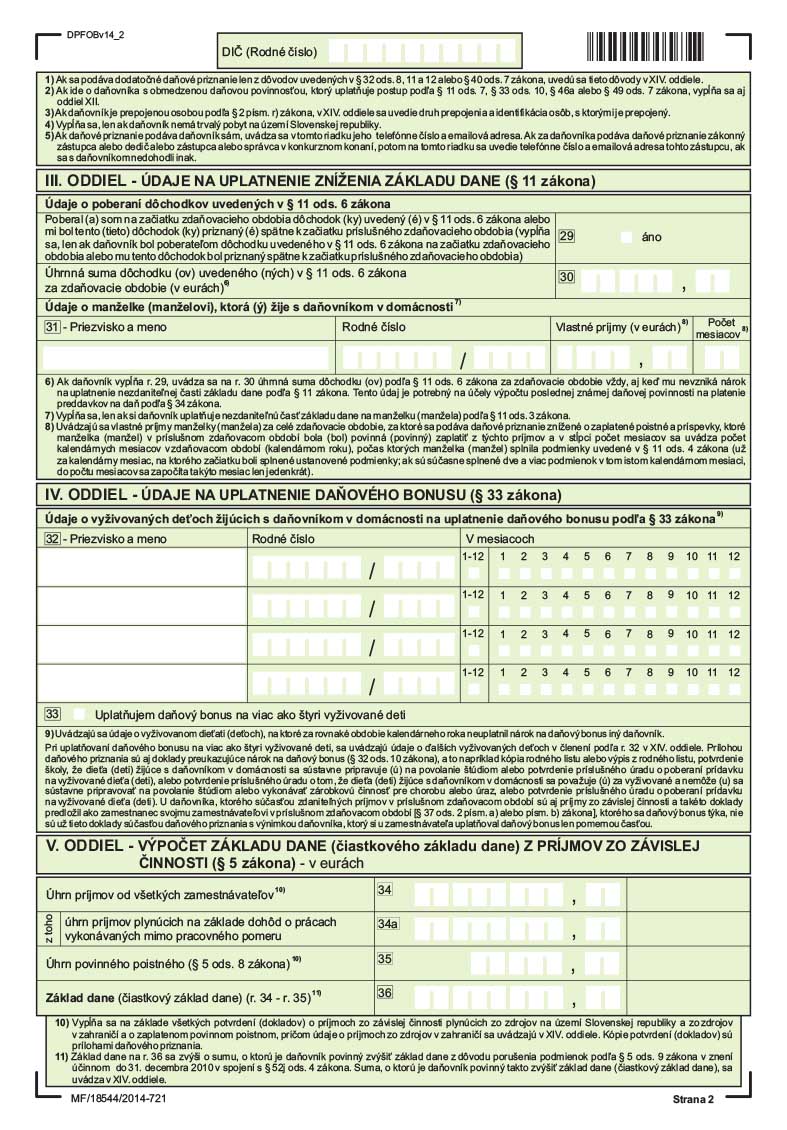 DPFOBv14_2
DIČ (Rodné číslo)
1) Ak sa podáva dodatočné daňové priznanie len z dôvodov uvedených v § 32 ods. 8, 11 a 12 alebo § 40 ods. 7 zákona, uvedú sa tieto dôvody v XIV. oddiele.
2) Ak ide o daňovníka s obmedzenou daňovou povinnosťou, ktorý uplatňuje postup podľa § 11 ods. 7, § 33 ods. 10, § 46a alebo § 49 ods. 7 zákona, vypĺňa sa aj
oddiel XII.
3) Ak daňovník je prepojenou osobou podľa § 2 písm. r) zákona, v XIV. oddiele sa uvedie druh prepojenia a identifikácia osôb, s ktorými je prepojený.
4) Vypĺňa sa, len ak daňovník nemá trvalý pobyt na území Slovenskej republiky.
5) Ak daňové priznanie podáva daňovník sám, uvádza sa v tomto riadku jeho telefónne číslo a emailová adresa. Ak za daňovníka podáva daňové priznanie zákonný
zástupca alebo dedič alebo zástupca alebo správca v konkurznom konaní, potom na tomto riadku sa uvedie telefónne číslo a emailová adresa tohto zástupcu, ak
sa s daňovníkom nedohodli inak.
III. ODDIEL - ÚDAJE NA UPLATNENIE ZNÍŽENIA ZÁKLADU DANE (§ 11 zákona)
Údaje o poberaní dôchodkov uvedených v § 11 ods. 6 zákona
Poberal (a) som na začiatku zdaňovacieho obdobia dôchodok (ky) uvedený (é) v § 11 ods. 6 zákona alebo
mi bol tento (tieto) dôchodok (ky) priznaný (é) spätne k začiatku príslušného zdaňovacieho obdobia (vypĺňa
sa, len ak daňovník bol poberateľom dôchodku uvedeného v § 11 ods. 6 zákona na začiatku zdaňovacieho
obdobia alebo mu tento dôchodok bol priznaný spätne k začiatku príslušného zdaňovacieho obdobia)
29 áno
Úhrnná suma dôchodku (ov) uvedeného (ných) v § 11 ods. 6 zákona
za zdaňovacie obdobie (v eurách)6)
30 ,
Údaje o manželke (manželovi), ktorá (ý) žije s daňovníkom v domácnosti7)
31 - Priezvisko a meno Rodné číslo Vlastné príjmy (v eurách)8) Počet
mesiacov 8)
/ ,
6) Ak daňovník vypĺňa r. 29, uvádza sa na r. 30 úhrnná suma dôchodku (ov) podľa § 11 ods. 6 zákona za zdaňovacie obdobie vždy, aj keď mu nevzniká nárok
na uplatnenie nezdaniteľnej časti základu dane podľa § 11 zákona. Tento údaj je potrebný na účely výpočtu poslednej známej daňovej povinnosti na platenie
preddavkov na daň podľa § 34 zákona.
7) Vypĺňa sa, len ak si daňovník uplatňuje nezdaniteľnú časť základu dane na manželku (manžela) podľa § 11 ods. 3 zákona.
8) Uvádzajú sa vlastné príjmy manželky (manžela) za celé zdaňovacie obdobie, za ktoré sa podáva daňové priznanie znížené o zaplatené poistné a príspevky, ktoré
manželka (manžel) v príslušnom zdaňovacom období bola (bol) povinná (povinný) zaplatiť z týchto príjmov a v stĺpci počet mesiacov sa uvádza počet
kalendárnych mesiacov v zdaňovacom období (kalendárnom roku), počas ktorých manželka (manžel) splnila podmienky uvedené v § 11 ods. 4 zákona (už
za kalendárny mesiac, na ktorého začiatku boli splnené ustanovené podmienky; ak sú súčasne splnené dve a viac podmienok v tom istom kalendárnom mesiaci,
do počtu mesiacov sa započíta takýto mesiac len jedenkrát).
IV. ODDIEL - ÚDAJE NA UPLATNENIE DAŇOVÉHO BONUSU (§ 33 zákona)
Údaje o vyživovaných deťoch žijúcich s daňovníkom v domácnosti na uplatnenie daňového bonusu podľa § 33 zákona9)
32 - Priezvisko a meno Rodné číslo V mesiacoch
/ 1-12 1 2 3 4 5 6 7 8 9 10 11 12
/ 1-12 1 2 3 4 5 6 7 8 9 10 11 12
/ 1-12 1 2 3 4 5 6 7 8 9 10 11 12
/ 1-12 1 2 3 4 5 6 7 8 9 10 11 12
33 Uplatňujem daňový bonus na viac ako štyri vyživované deti
9) Uvádzajú sa údaje o vyživovanom dieťati (deťoch), na ktoré za rovnaké obdobie kalendárneho roka neuplatnil nárok na daňový bonus iný daňovník.
Pri uplatňovaní daňového bonusu na viac ako štyri vyživované deti, sa uvádzajú údaje o ďalších vyživovaných deťoch v členení podľa r. 32 v XIV. oddiele. Prílohou
daňového priznania sú aj doklady preukazujúce nárok na daňový bonus (§ 32 ods. 10 zákona), a to napríklad kópia rodného listu alebo výpis z rodného listu, potvrdenie
školy, že dieťa (deti) žijúce s daňovníkom v domácnosti sa sústavne pripravuje (ú) na povolanie štúdiom alebo potvrdenie príslušného úradu o poberaní prídavku
na vyživované dieťa (deti), alebo potvrdenie príslušného úradu o tom, že dieťa (deti) žijúce s daňovníkom v domácnosti sa považuje (ú) za vyživované a nemôže (u) sa
sústavne pripravovať na povolanie štúdiom alebo vykonávať zárobkovú činnosť pre chorobu alebo úraz, alebo potvrdenie príslušného úradu o poberaní prídavku
na vyživované dieťa (deti). U daňovníka, ktorého súčasťou zdaniteľných príjmov v príslušnom zdaňovacom období sú aj príjmy zo závislej činnosti a takéto doklady
predložil ako zamestnanec svojmu zamestnávateľovi v príslušnom zdaňovacom období [§ 37 ods. 2 písm. a) alebo písm. b) zákona], ktorého sa daňový bonus týka, nie
sú už tieto doklady súčasťou daňového priznania s výnimkou daňovníka, ktorý si u zamestnávateľa uplatňoval daňový bonus len pomernou časťou.
V. ODDIEL - VÝPOČET ZÁKLADU DANE (čiastkového základu dane) Z PRÍJMOV ZO ZÁVISLEJ
ČINNOSTI (§ 5 zákona) - v eurách
Úhrn príjmov od všetkých zamestnávateľov10) 34 ,
z toho
úhrn príjmov plynúcich na základe dohôd o prácach
vykonávaných mimo pracovného pomeru
34a ,
Úhrn povinného poistného (§ 5 ods. 8 zákona)10) 35 ,
Základ dane (čiastkový základ dane) (r. 34 - r. 35)11) 36 ,
10) Vypĺňa sa na základe všetkých potvrdení (dokladov) o príjmoch zo závislej činnosti plynúcich zo zdrojov na území Slovenskej republiky a zo zdrojov
v zahraničí a o zaplatenom povinnom poistnom, pričom údaje o príjmoch zo zdrojov v zahraničí sa uvádzajú v XIV. oddiele. Kópie potvrdení (dokladov) sú
prílohami daňového priznania.
11) Základ dane na r. 36 sa zvýši o sumu, o ktorú je daňovník povinný zvýšiť základ dane z dôvodu porušenia podmienok podľa § 5 ods. 9 zákona v znení
účinnom do 31. decembra 2010 v spojení s § 52j ods. 4 zákona. Suma, o ktorú je daňovník povinný takto zvýšiť základ dane (čiastkový základ dane), sa
uvádza v XIV. oddiele.
MF/18544/2014-721
Strana 2